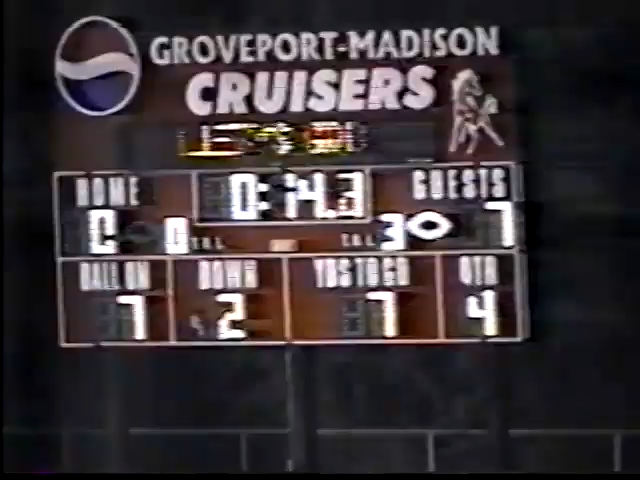 GROVEPORT-MADISON
CRUISERS
HOME 0:14.3 GUESTS
0 0 T.O.L. T.O.L. 3 7
BALL ON DOWN YDS TO GO QTR
7 2 7 4